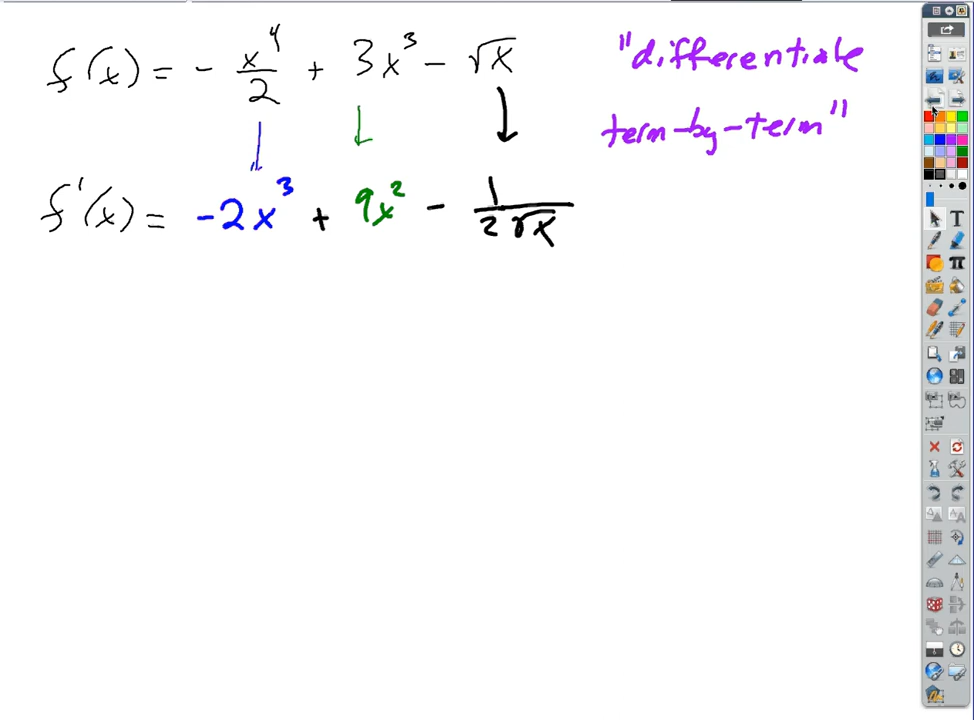 f(x) = - x^4/2 + 3x^3 - √x
"differentiate
term-by-term"
f'(x) = -2x^3 + 9x^2 - 1/(2√x)